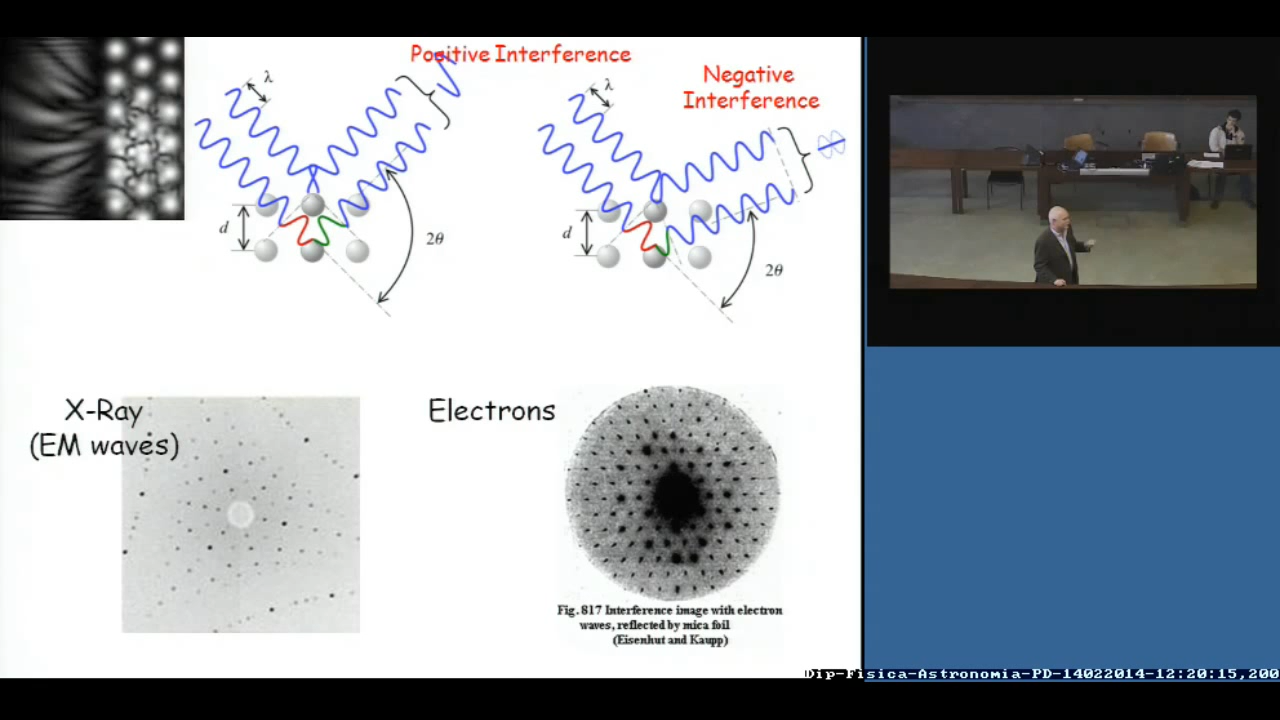 Positive Interference
Negative
Interference
λ
λ
d
2θ
d
2θ
X-Ray
(EM waves)
Electrons
Fig. 817 Interference image with electron
waves, reflected by mica foil
(Eisenhut and Kaupp)
Dip-Fisica-Astronomia-PD-14022014-12:20:15,200